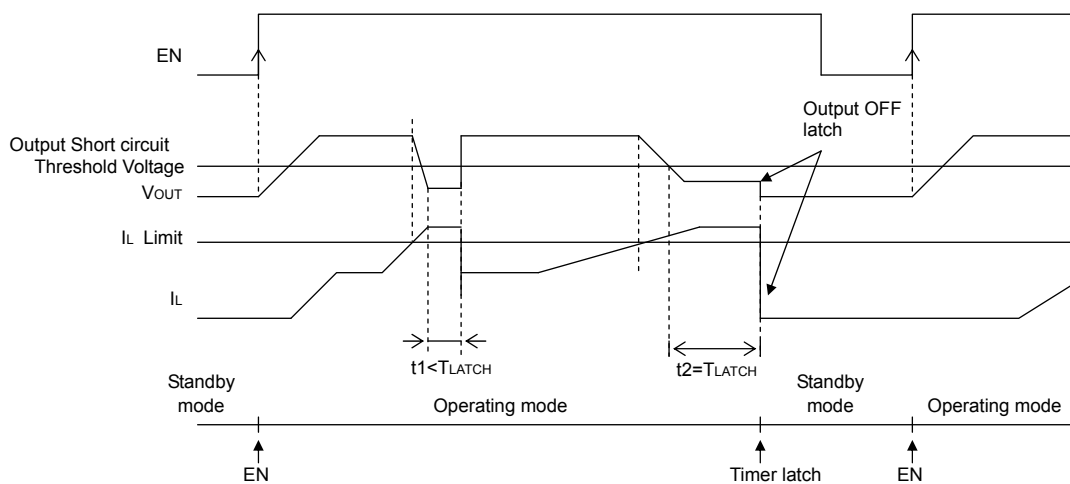 EN
Output OFF
latch
Output Short circuit
Threshold Voltage
VOUT
IL Limit
IL
t1<TLATCH
t2=TLATCH
Standby
mode
Operating mode
Standby
mode
Operating mode
EN
Timer latch
EN